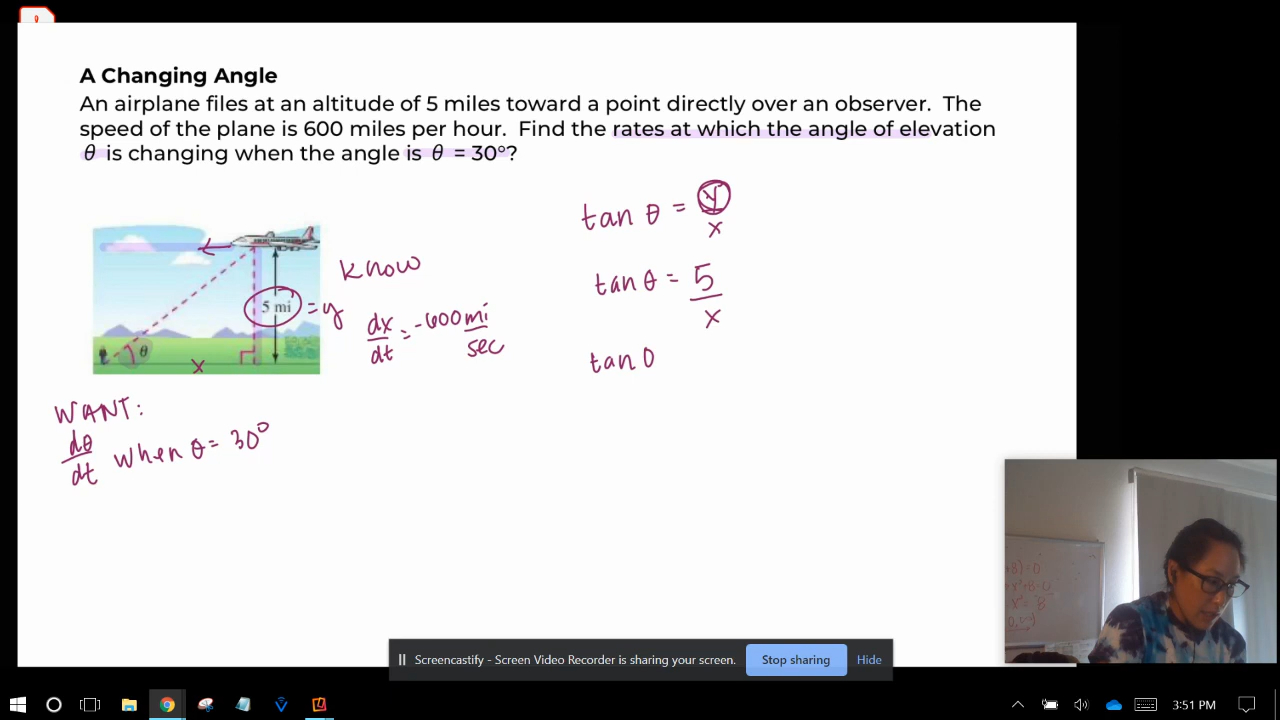 A Changing Angle
An airplane files at an altitude of 5 miles toward a point directly over an observer. The
speed of the plane is 600 miles per hour. Find the rates at which the angle of elevation
θ is changing when the angle is θ = 30°?
tan θ = y/x
know
tan θ = 5/x
5 mi = y
dx/dt = -600 mi/sec
θ
x
tan θ
WANT:
dθ/dt when θ = 30°
x² = B
Screencastify - Screen Video Recorder is sharing your screen.
Stop sharing
Hide
3:51 PM